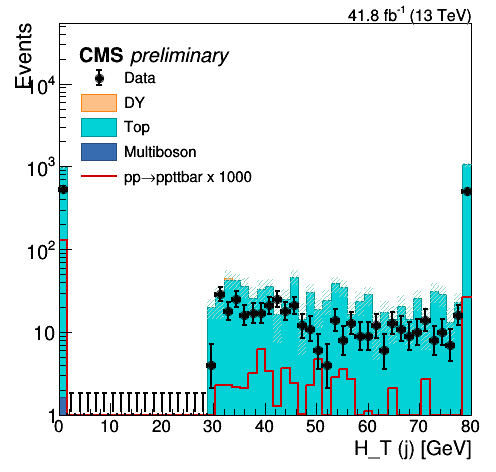 41.8 fb⁻¹ (13 TeV)
Events
CMS preliminary
Data
DY
Top
Multiboson
pp→ppttbar x 1000
10⁴
10³
10²
10
1
0 10 20 30 40 50 60 70 80
H_T (j) [GeV]